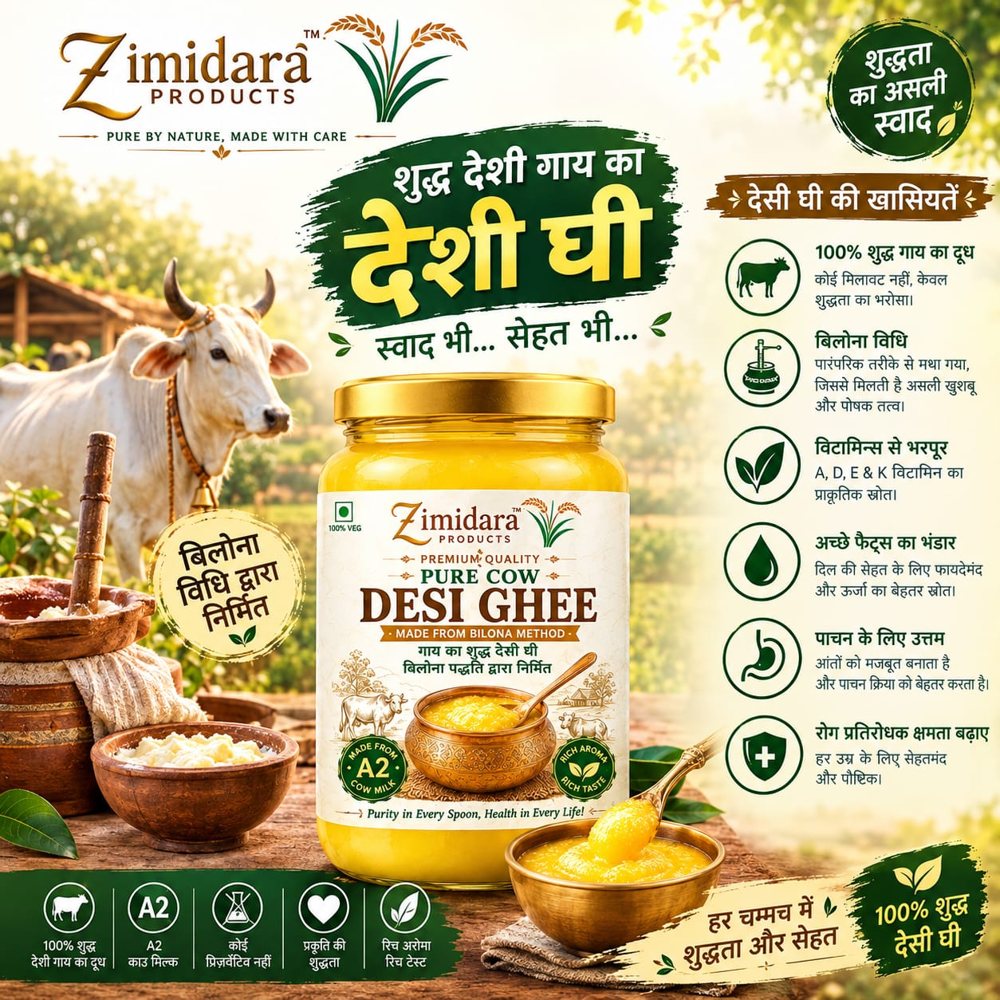 Zimidara™
PRODUCTS
PURE BY NATURE, MADE WITH CARE
शुद्धता
का असली
स्वाद
शुद्ध देशी गाय का
देशी घी
स्वाद भी... सेहत भी...
देसी घी की खासियतें
100% शुद्ध गाय का दूध
कोई मिलावट नहीं, केवल
शुद्धता का भरोसा।
बिलोना विधि
पारंपरिक तरीके से मथा गया,
जिससे मिलती है असली खुशबू
और पोषक तत्व।
विटामिन्स से भरपूर
A, D, E & K विटामिन का
प्राकृतिक स्रोत।
अच्छे फैट्स का भंडार
दिल की सेहत के लिए फायदेमंद
और ऊर्जा का बेहतर स्रोत।
पाचन के लिए उत्तम
आंतों को मजबूत बनाता है
और पाचन क्रिया को बेहतर करता है।
रोग प्रतिरोधक क्षमता बढ़ाए
हर उम्र के लिए सेहतमंद
और पौष्टिक।
बिलोना
विधि द्वारा
निर्मित
100% VEG
Zimidara™
PRODUCTS
PREMIUM QUALITY
PURE COW
DESI GHEE
MADE FROM BILONA METHOD
गाय का शुद्ध देसी घी
बिलोना पद्धति द्वारा निर्मित
MADE FROM
A2
COW MILK
RICH AROMA
RICH TASTE
Purity in Every Spoon, Health in Every Life!
100% शुद्ध
देशी गाय का दूध
A2
A2
काउ मिल्क
कोई
प्रिज़र्वेटिव नहीं
प्रकृति की
शुद्धता
रिच अरोमा
रिच टेस्ट
हर चम्मच में
शुद्धता और सेहत
100% शुद्ध
देसी घी